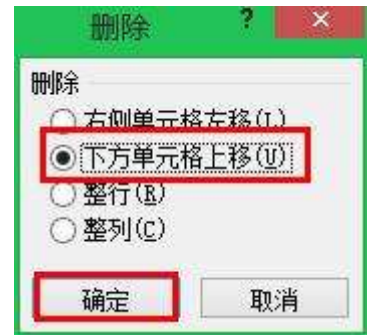 删除 ? ×
删除
右侧单元格左移(L)
下方单元格上移(U)
整行(R)
整列(C)
确定 取消